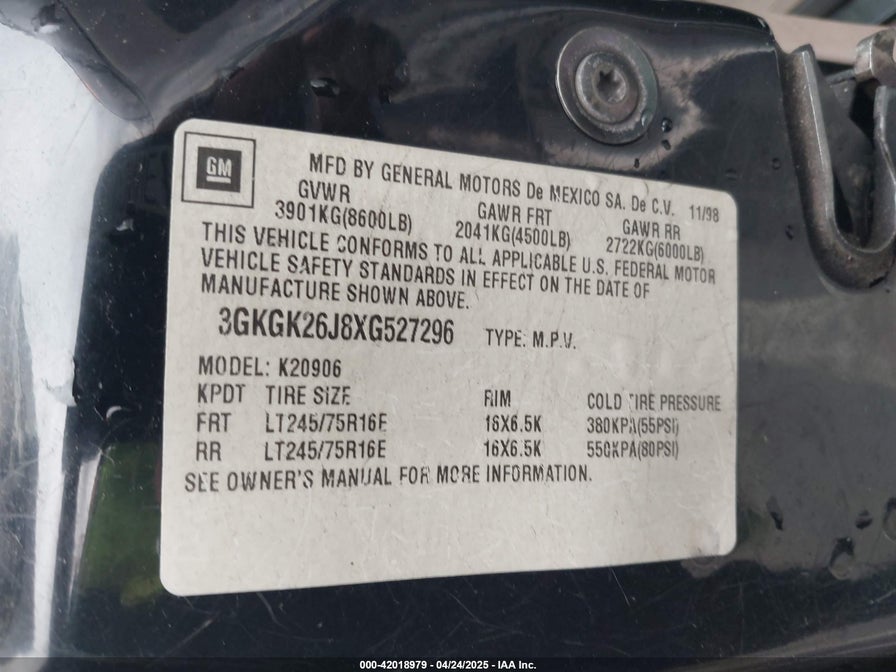 GM
MFD BY GENERAL MOTORS De MEXICO SA. De C.V. 11/98
GVWR GAWR FRT GAWR RR
3901KG(8600LB) 2041KG(4500LB) 2722KG(6000LB)
THIS VEHICLE CONFORMS TO ALL APPLICABLE U.S. FEDERAL MOTOR
VEHICLE SAFETY STANDARDS IN EFFECT ON THE DATE OF
MANUFACTURE SHOWN ABOVE.
3GKGK26J8XG527296 TYPE: M.P.V.
MODEL: K20906
KPDT TIRE SIZE RIM COLD TIRE PRESSURE
FRT LT245/75R16E 16X6.5K 380KPA(55PSI)
RR LT245/75R16E 16X6.5K 550KPA(80PSI)
SEE OWNER'S MANUAL FOR MORE INFORMATION.
000-42018979 - 04/24/2025 - IAA Inc.